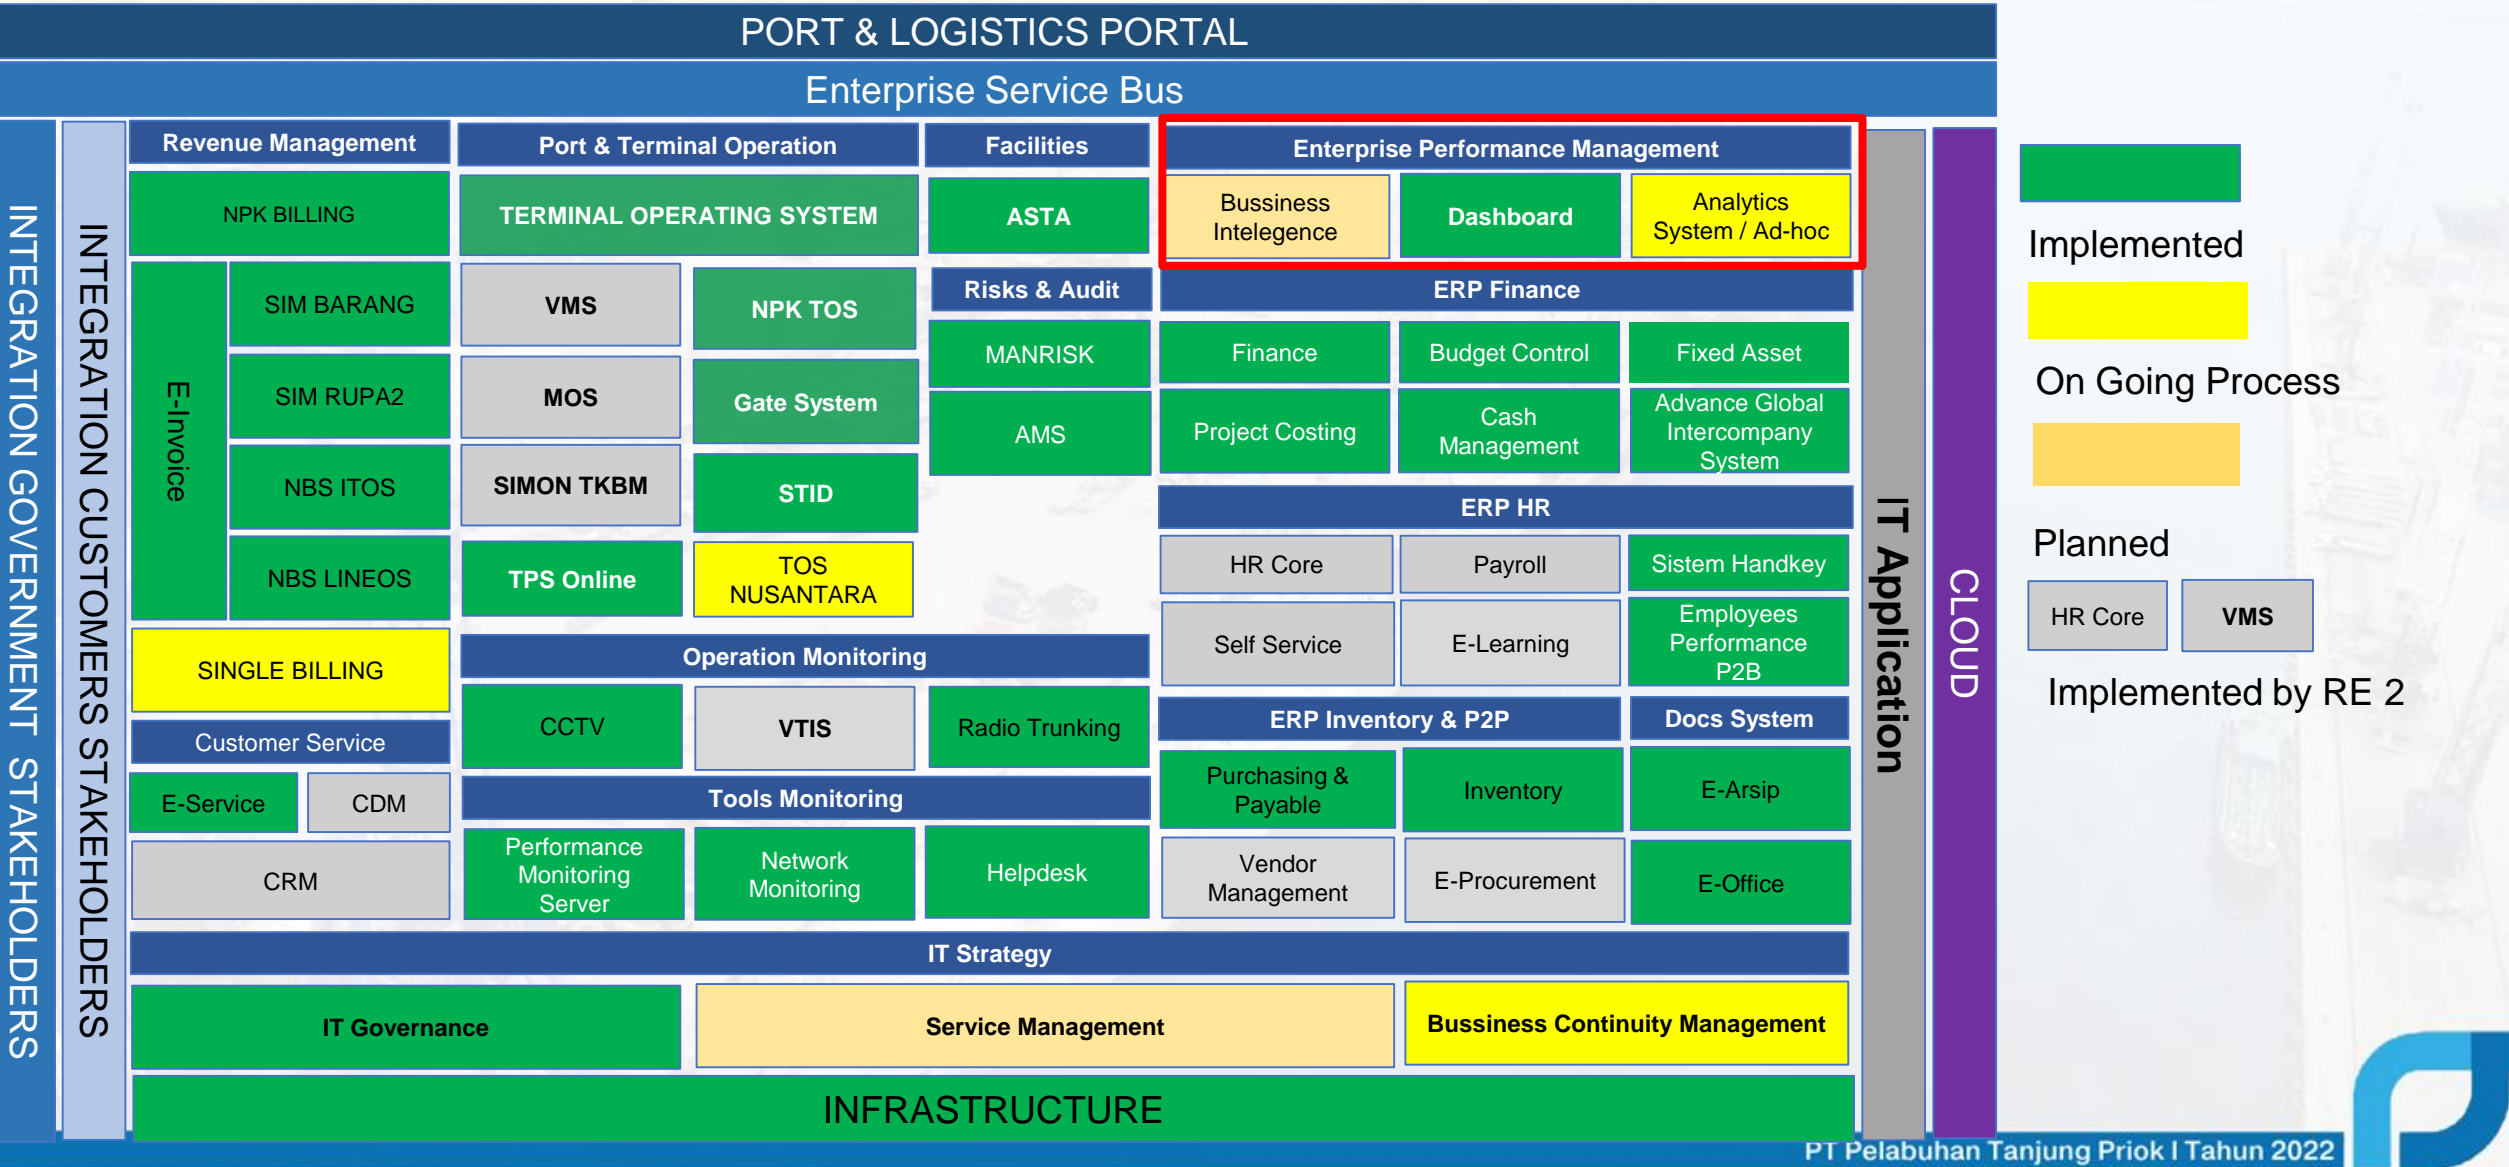 PORT & LOGISTICS PORTAL
Enterprise Service Bus
INTEGRATION GOVERNMENT STAKEHOLDERS
INTEGRATION CUSTOMERS STAKEHOLDERS
Revenue Management
NPK BILLING
E-Invoice
SIM BARANG
SIM RUPA2
NBS ITOS
NBS LINEOS
SINGLE BILLING
Customer Service
E-Service
CDM
CRM
Port & Terminal Operation
TERMINAL OPERATING SYSTEM
VMS
NPK TOS
MOS
Gate System
SIMON TKBM
STID
TPS Online
TOS
NUSANTARA
Facilities
ASTA
Risks & Audit
MANRISK
AMS
Operation Monitoring
CCTV
VTIS
Radio Trunking
Tools Monitoring
Performance
Monitoring
Server
Network
Monitoring
Helpdesk
Enterprise Performance Management
Bussiness
Intelegence
Dashboard
Analytics
System / Ad-hoc
ERP Finance
Finance
Budget Control
Fixed Asset
Project Costing
Cash
Management
Advance Global
Intercompany
System
ERP HR
HR Core
Payroll
Sistem Handkey
Self Service
E-Learning
Employees
Performance
P2B
ERP Inventory & P2P
Docs System
Purchasing &
Payable
Inventory
E-Arsip
Vendor
Management
E-Procurement
E-Office
IT Strategy
IT Governance
Service Management
Bussiness Continuity Management
INFRASTRUCTURE
IT Application
CLOUD
Implemented
On Going Process
Planned
HR Core
VMS
Implemented by RE 2
PT Pelabuhan Tanjung Priok I Tahun 2022